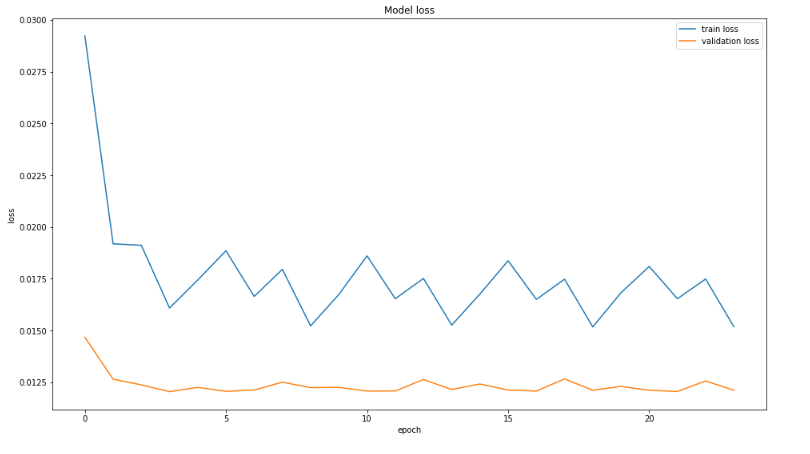 Model loss
train loss
validation loss
0.0300
0.0275
0.0250
0.0225
0.0200
0.0175
0.0150
0.0125
loss
0 5 10 15 20
epoch